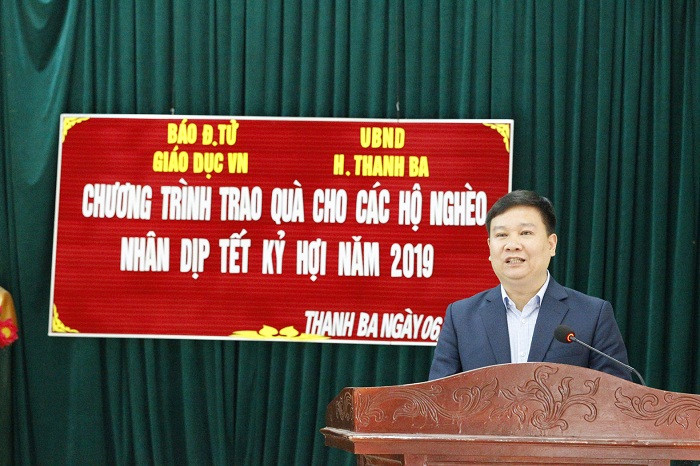 BÁO Đ.TỬ
GIÁO DỤC VN
UBND
H. THANH BA
CHƯƠNG TRÌNH TRAO QUÀ CHO CÁC HỘ NGHÈO
NHÂN DỊP TẾT KỶ HỢI NĂM 2019
THANH BA NGÀY 06